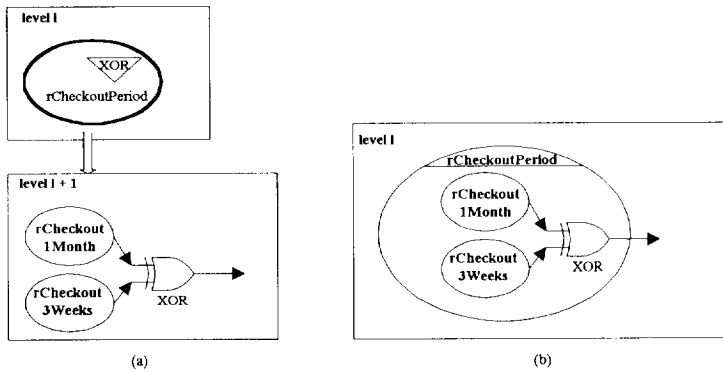 level l
XOR
rCheckoutPeriod
level l + 1
rCheckout
1Month
rCheckout
3Weeks
XOR
(a)
level l
rCheckoutPeriod
rCheckout
1Month
rCheckout
3Weeks
XOR
(b)